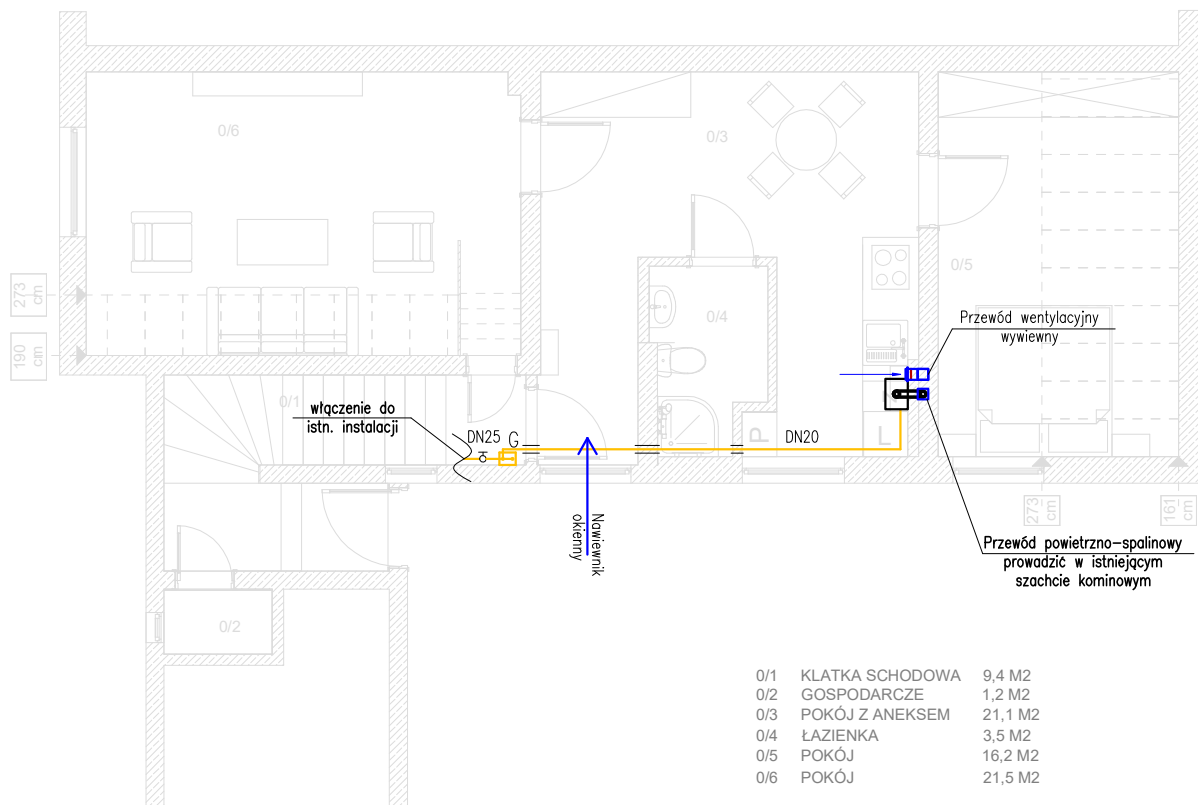 0/6
0/3
0/5
0/4
0/1
0/2
273
cm
190
cm
Przewód wentylacyjny
wywiewny
włączenie do
istn. instalacji
DN25
G
P
DN20
L
Nawiewnik
okienny
273
cm
161
cm
Przewód powietrzno-spalinowy
prowadzić w istniejącym
szachcie kominowym
0/1 KLATKA SCHODOWA 9,4 M2
0/2 GOSPODARCZE 1,2 M2
0/3 POKÓJ Z ANEKSEM 21,1 M2
0/4 ŁAZIENKA 3,5 M2
0/5 POKÓJ 16,2 M2
0/6 POKÓJ 21,5 M2